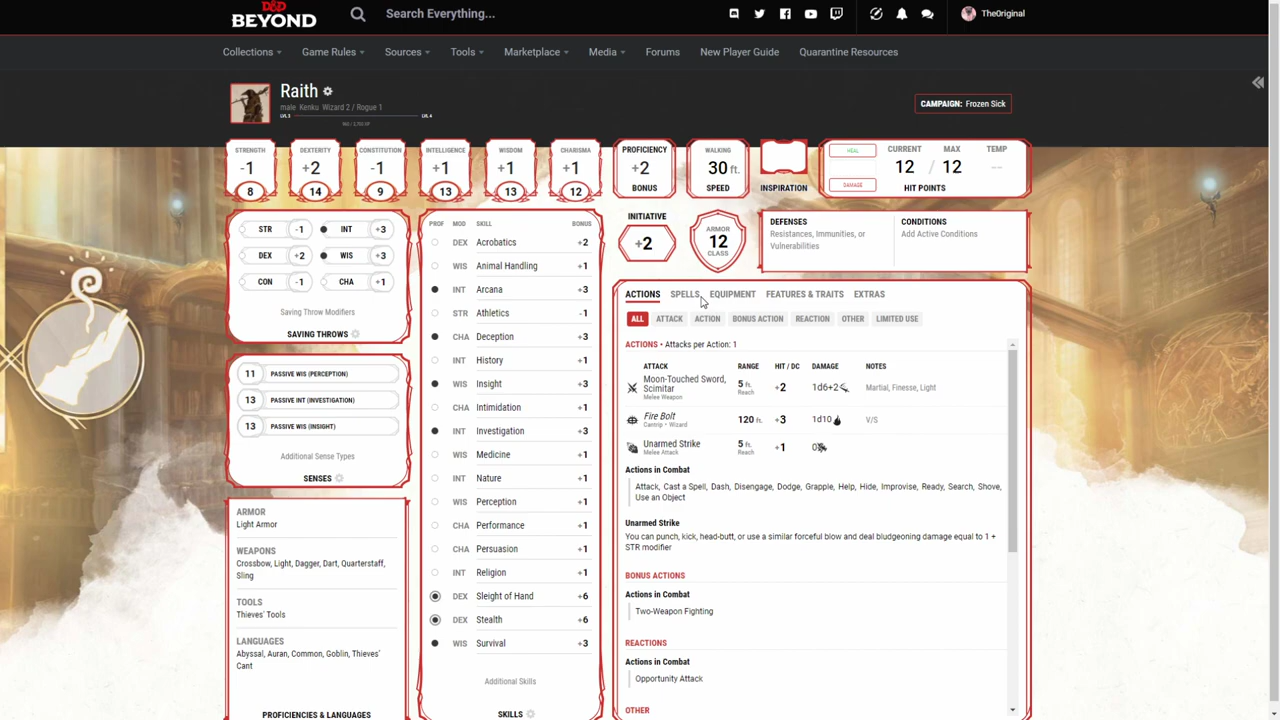 D&D
BEYOND
Search Everything...
The0riginal
Collections
Game Rules
Sources
Tools
Marketplace
Media
Forums
New Player Guide
Quarantine Resources
Raith
male Kenku Wizard 2 / Rogue 1
LVL 3
LVL 4
CAMPAIGN: Frozen Sick
STRENGTH
-1
8
DEXTERITY
+2
14
CONSTITUTION
-1
9
INTELLIGENCE
+1
13
WISDOM
+1
13
CHARISMA
+1
12
PROFICIENCY
+2
BONUS
WALKING
30 ft.
SPEED
INSPIRATION
HEAL
DAMAGE
CURRENT
12
/
MAX
12
TEMP
--
HIT POINTS
STR -1
INT +3
DEX +2
WIS +3
CON -1
CHA +1
Saving Throw Modifiers
SAVING THROWS
11 PASSIVE WIS (PERCEPTION)
13 PASSIVE INT (INVESTIGATION)
13 PASSIVE WIS (INSIGHT)
Additional Sense Types
SENSES
ARMOR
Light Armor
WEAPONS
Crossbow, Light, Dagger, Dart, Quarterstaff,
Sling
TOOLS
Thieves' Tools
LANGUAGES
Abyssal, Auran, Common, Goblin, Thieves'
Cant
PROFICIENCIES & LANGUAGES
PROF MOD SKILL BONUS
DEX Acrobatics +2
WIS Animal Handling +1
INT Arcana +3
STR Athletics -1
CHA Deception +3
INT History +1
WIS Insight +3
CHA Intimidation +1
INT Investigation +3
WIS Medicine +1
INT Nature +1
WIS Perception +1
CHA Performance +1
CHA Persuasion +1
INT Religion +1
DEX Sleight of Hand +6
DEX Stealth +6
WIS Survival +3
Additional Skills
SKILLS
INITIATIVE
+2
ARMOR
12
CLASS
DEFENSES
Resistances, Immunities, or
Vulnerabilities
CONDITIONS
Add Active Conditions
ACTIONS SPELLS EQUIPMENT FEATURES & TRAITS EXTRAS
ALL ATTACK ACTION BONUS ACTION REACTION OTHER LIMITED USE
ACTIONS • Attacks per Action: 1
ATTACK RANGE HIT / DC DAMAGE NOTES
Moon-Touched Sword,
Scimitar
Melee Weapon
5 ft.
Reach
+2
1d6+2
Martial, Finesse, Light
Fire Bolt
Cantrip • Wizard
120 ft.
+3
1d10
V/S
Unarmed Strike
Melee Attack
5 ft.
Reach
+1
0
Actions in Combat
Attack, Cast a Spell, Dash, Disengage, Dodge, Grapple, Help, Hide, Improvise, Ready, Search, Shove,
Use an Object
Unarmed Strike
You can punch, kick, head-butt, or use a similar forceful blow and deal bludgeoning damage equal to 1 +
STR modifier
BONUS ACTIONS
Actions in Combat
Two-Weapon Fighting
REACTIONS
Actions in Combat
Opportunity Attack
OTHER